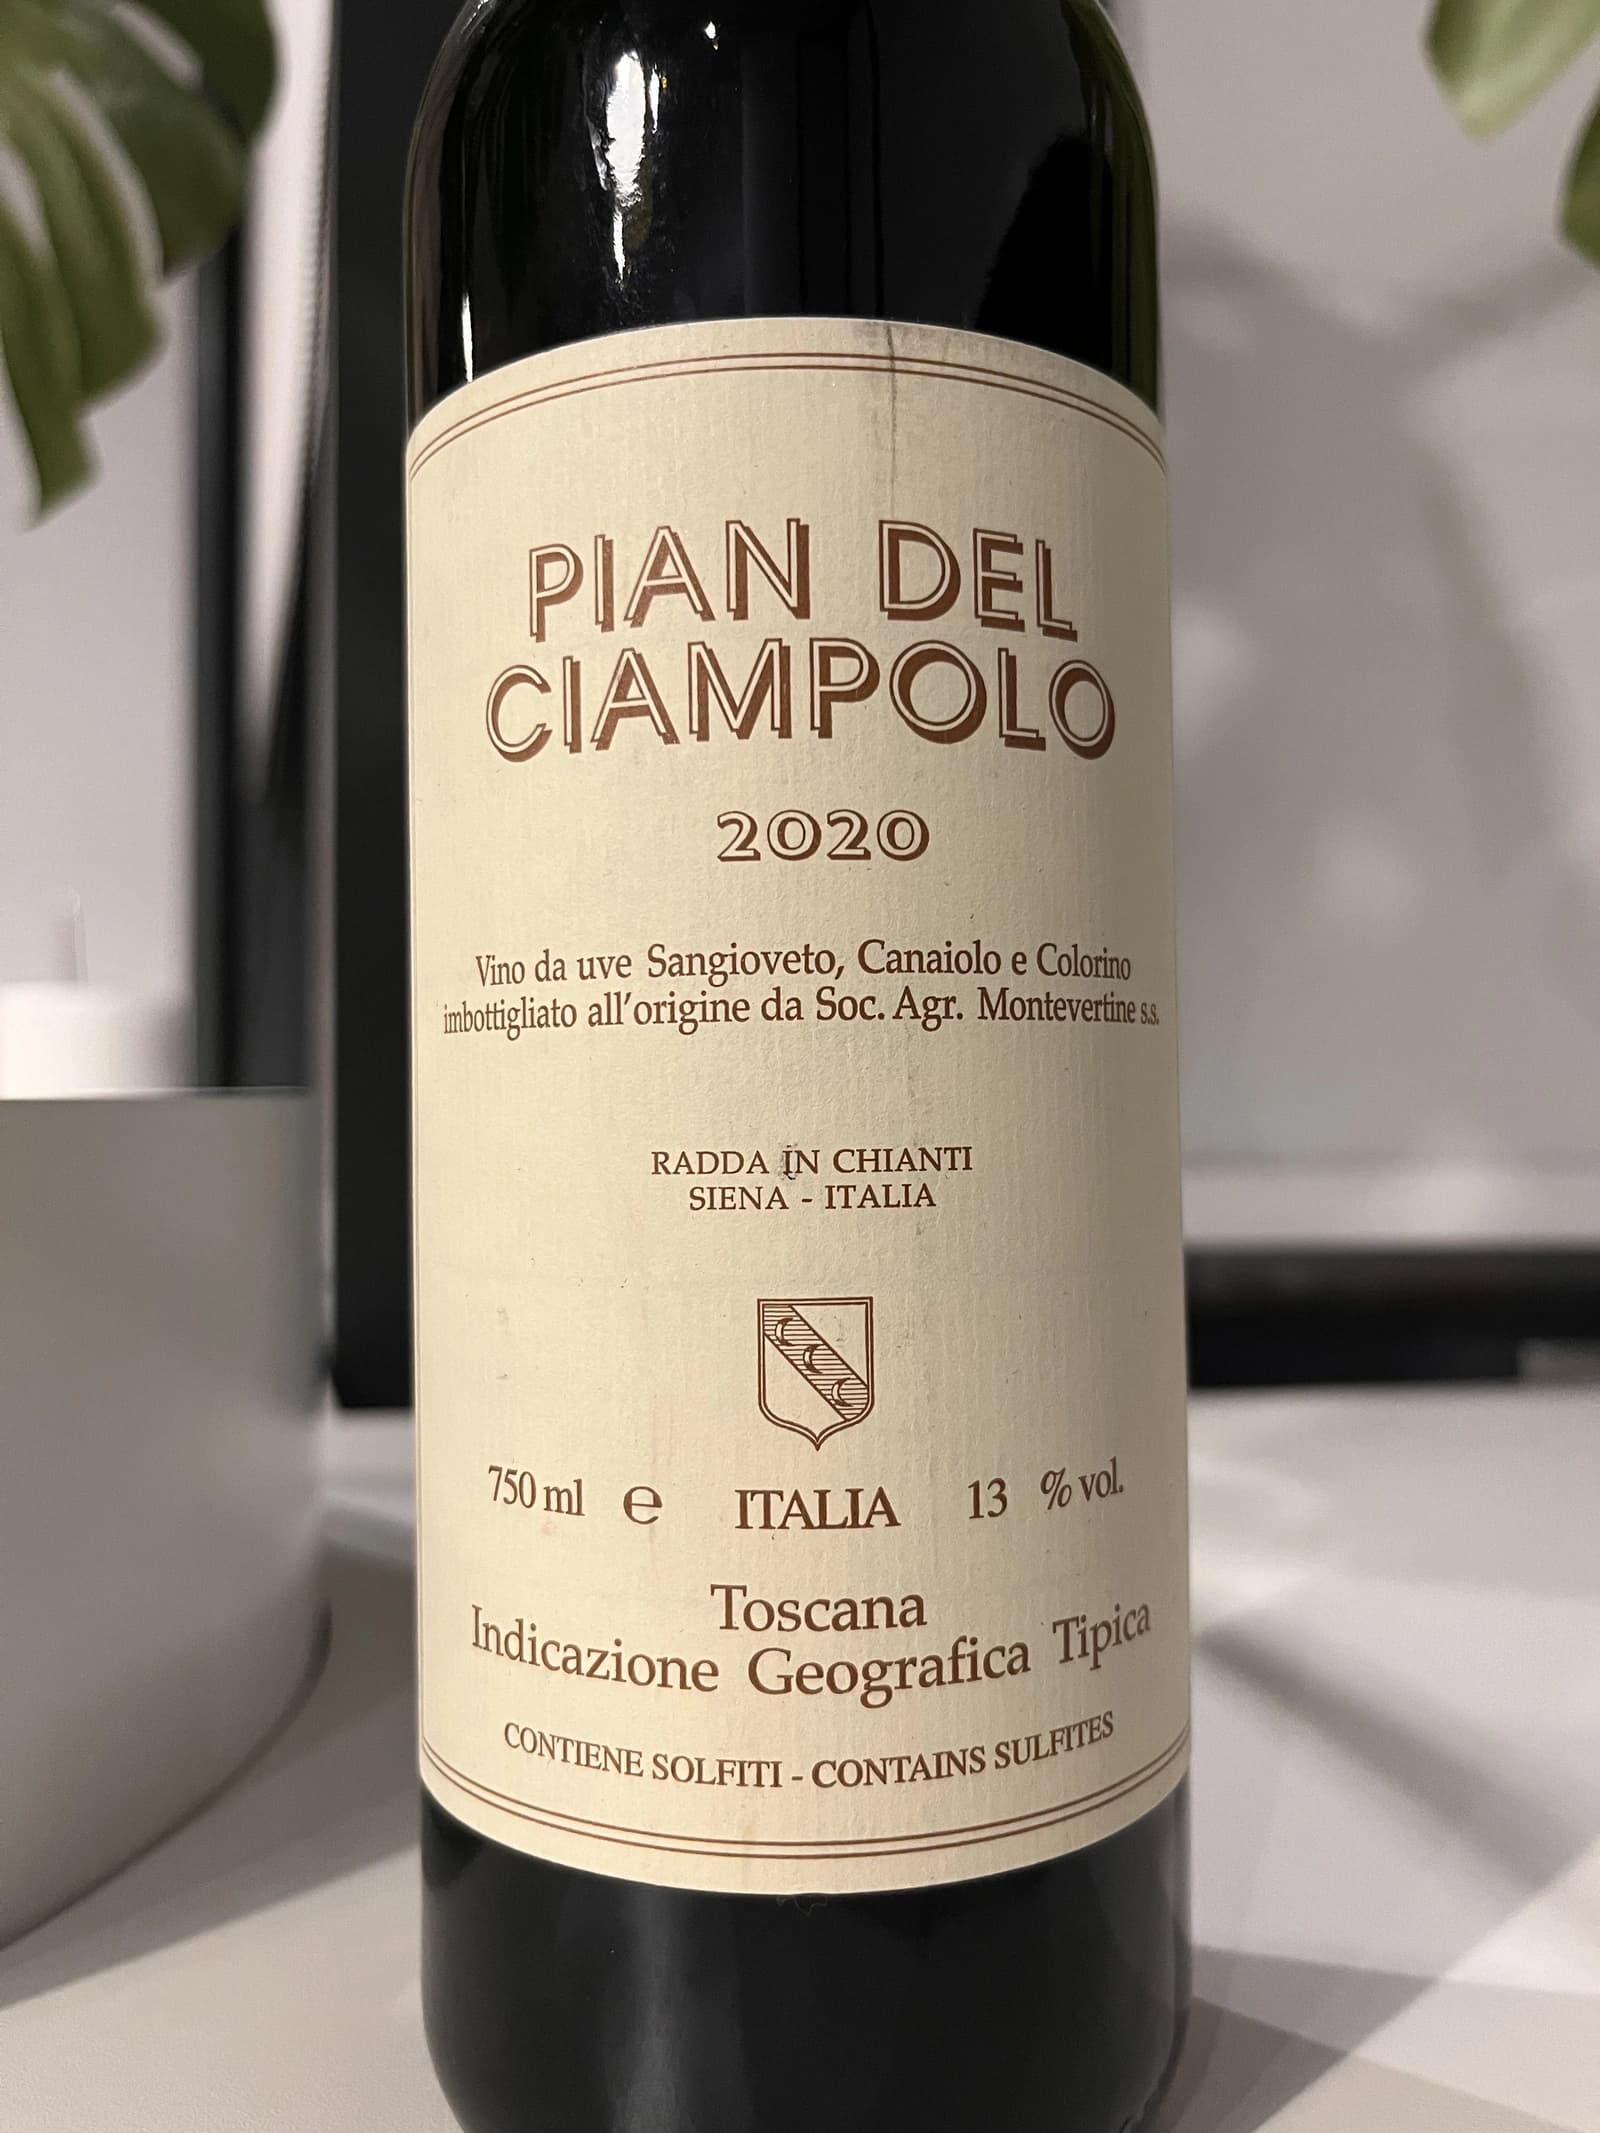 PIAN DEL
CIAMPOLO
2020
Vino da uve Sangioveto, Canaiolo e Colorino
imbottigliato all'origine da Soc. Agr. Montevertine s.s.
RADDA IN CHIANTI
SIENA - ITALIA
750 ml e ITALIA 13 % vol.
Toscana
Indicazione Geografica Tipica
CONTIENE SOLFITI - CONTAINS SULFITES